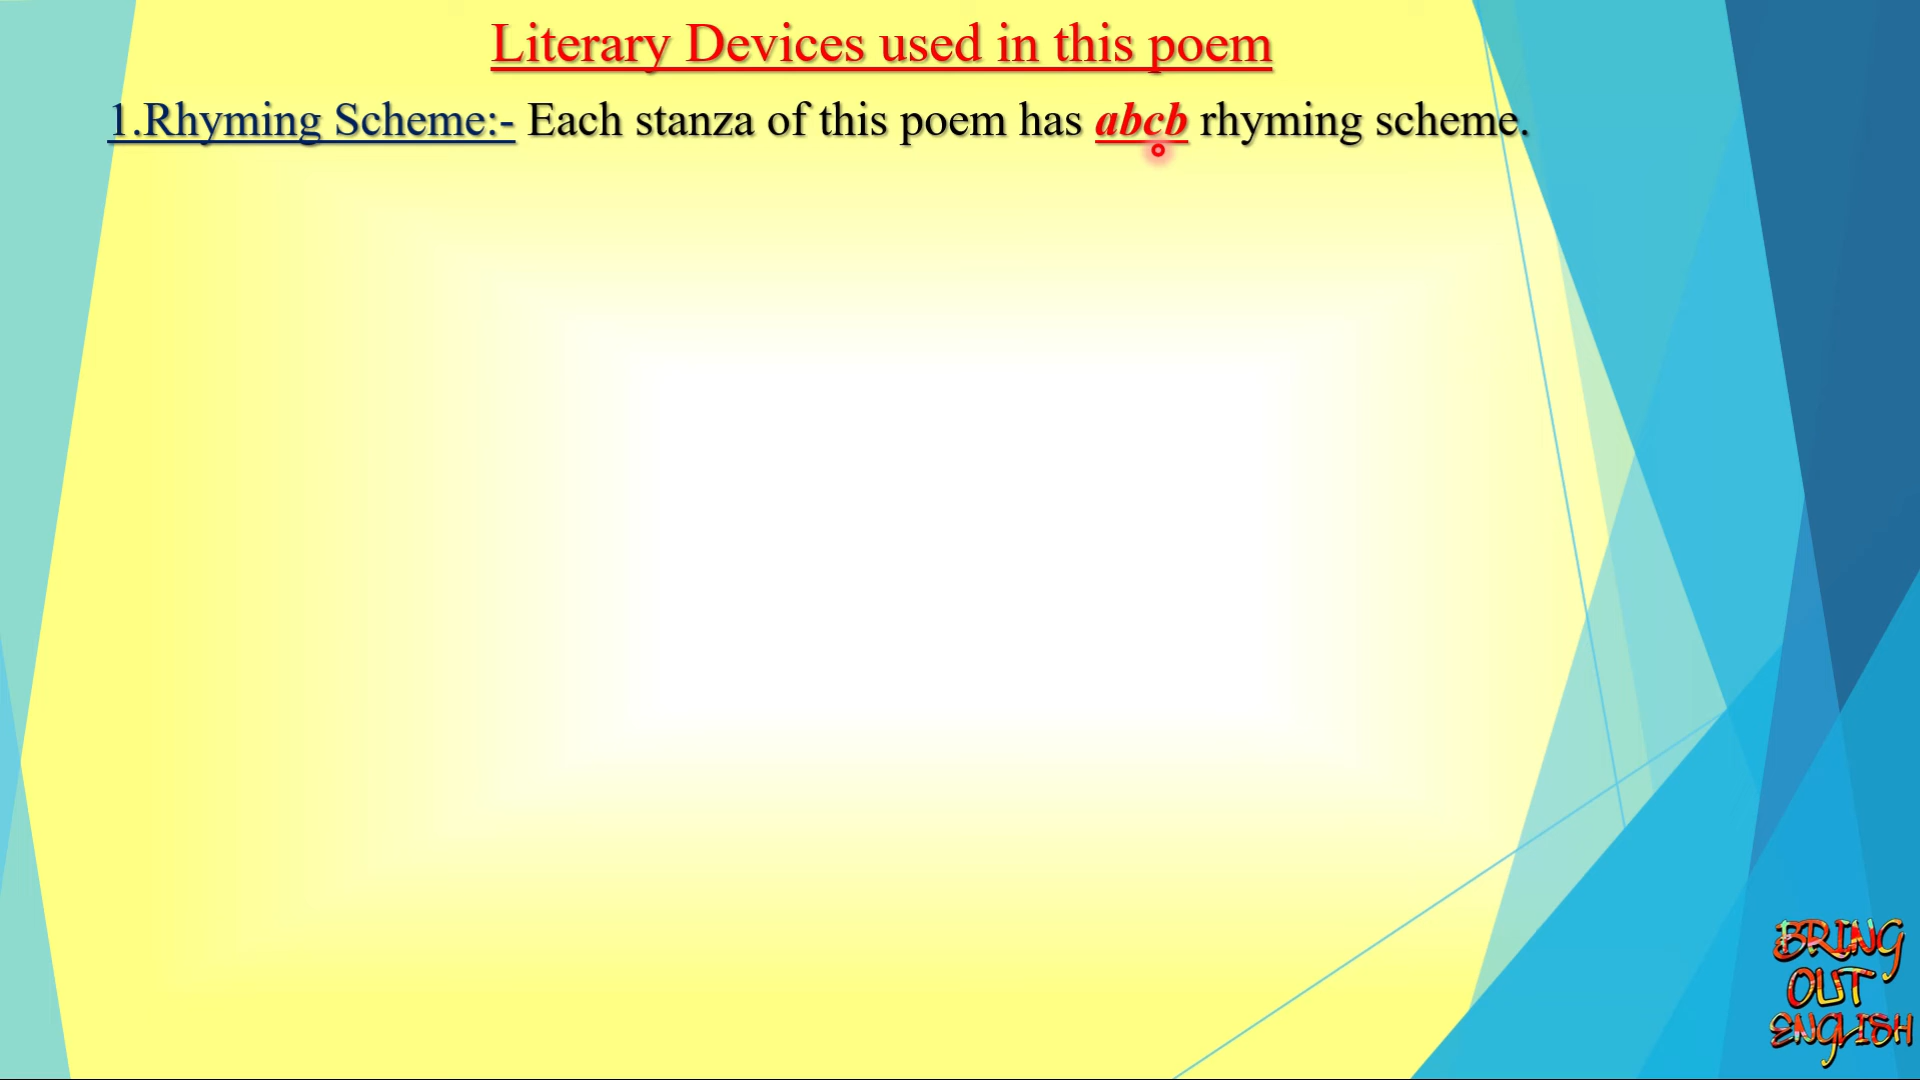 Literary Devices used in this poem
1.Rhyming Scheme:- Each stanza of this poem has abcb rhyming scheme.
BRING
OUT
ENGLISH